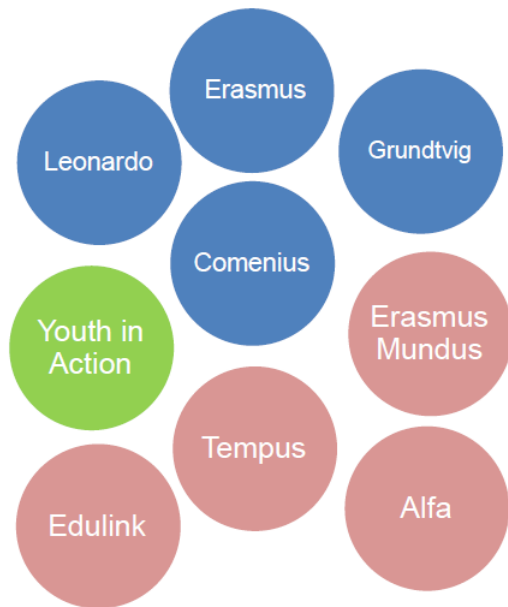 Erasmus
Grundtvig
Leonardo
Comenius
Erasmus
Mundus
Youth in
Action
Tempus
Alfa
Edulink